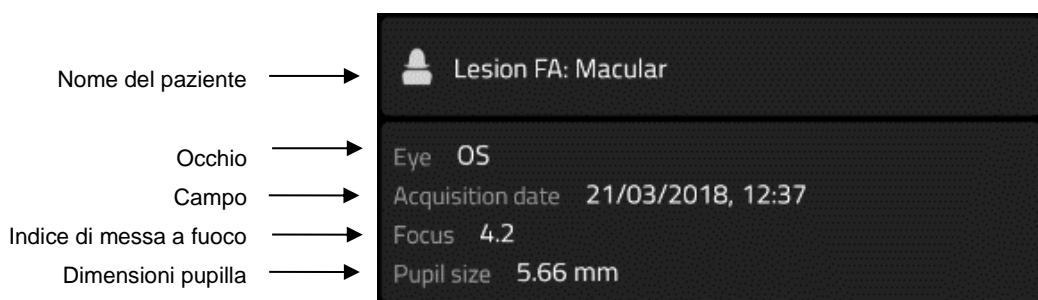 Nome del paziente Lesion FA: Macular
Occhio Eye OS
Campo Acquisition date 21/03/2018, 12:37
Indice di messa a fuoco Focus 4.2
Dimensioni pupilla Pupil size 5.66 mm